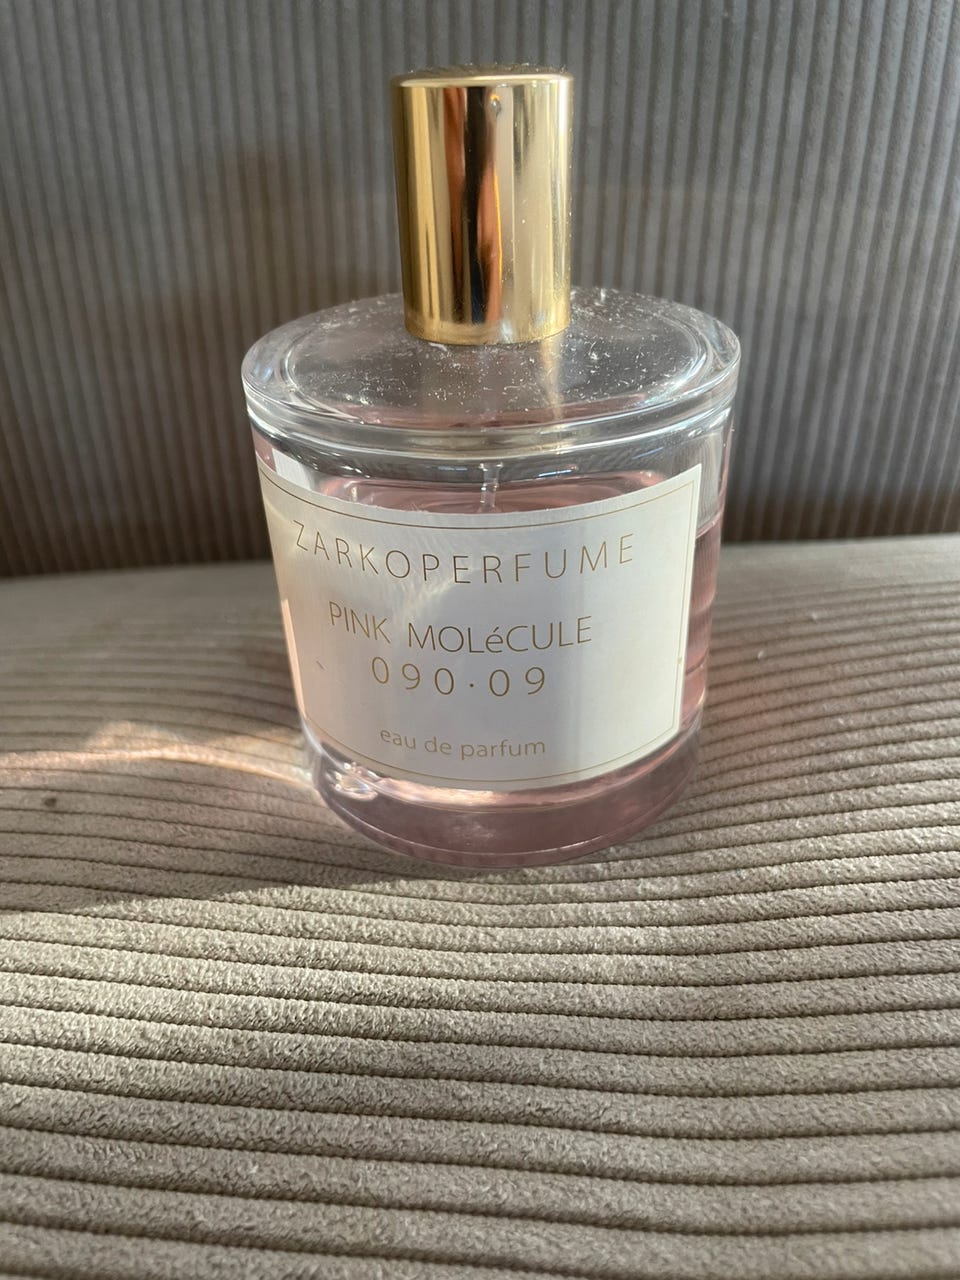 ZARKOPERFUME
PINK MOLéCULE
090·09
eau de parfum